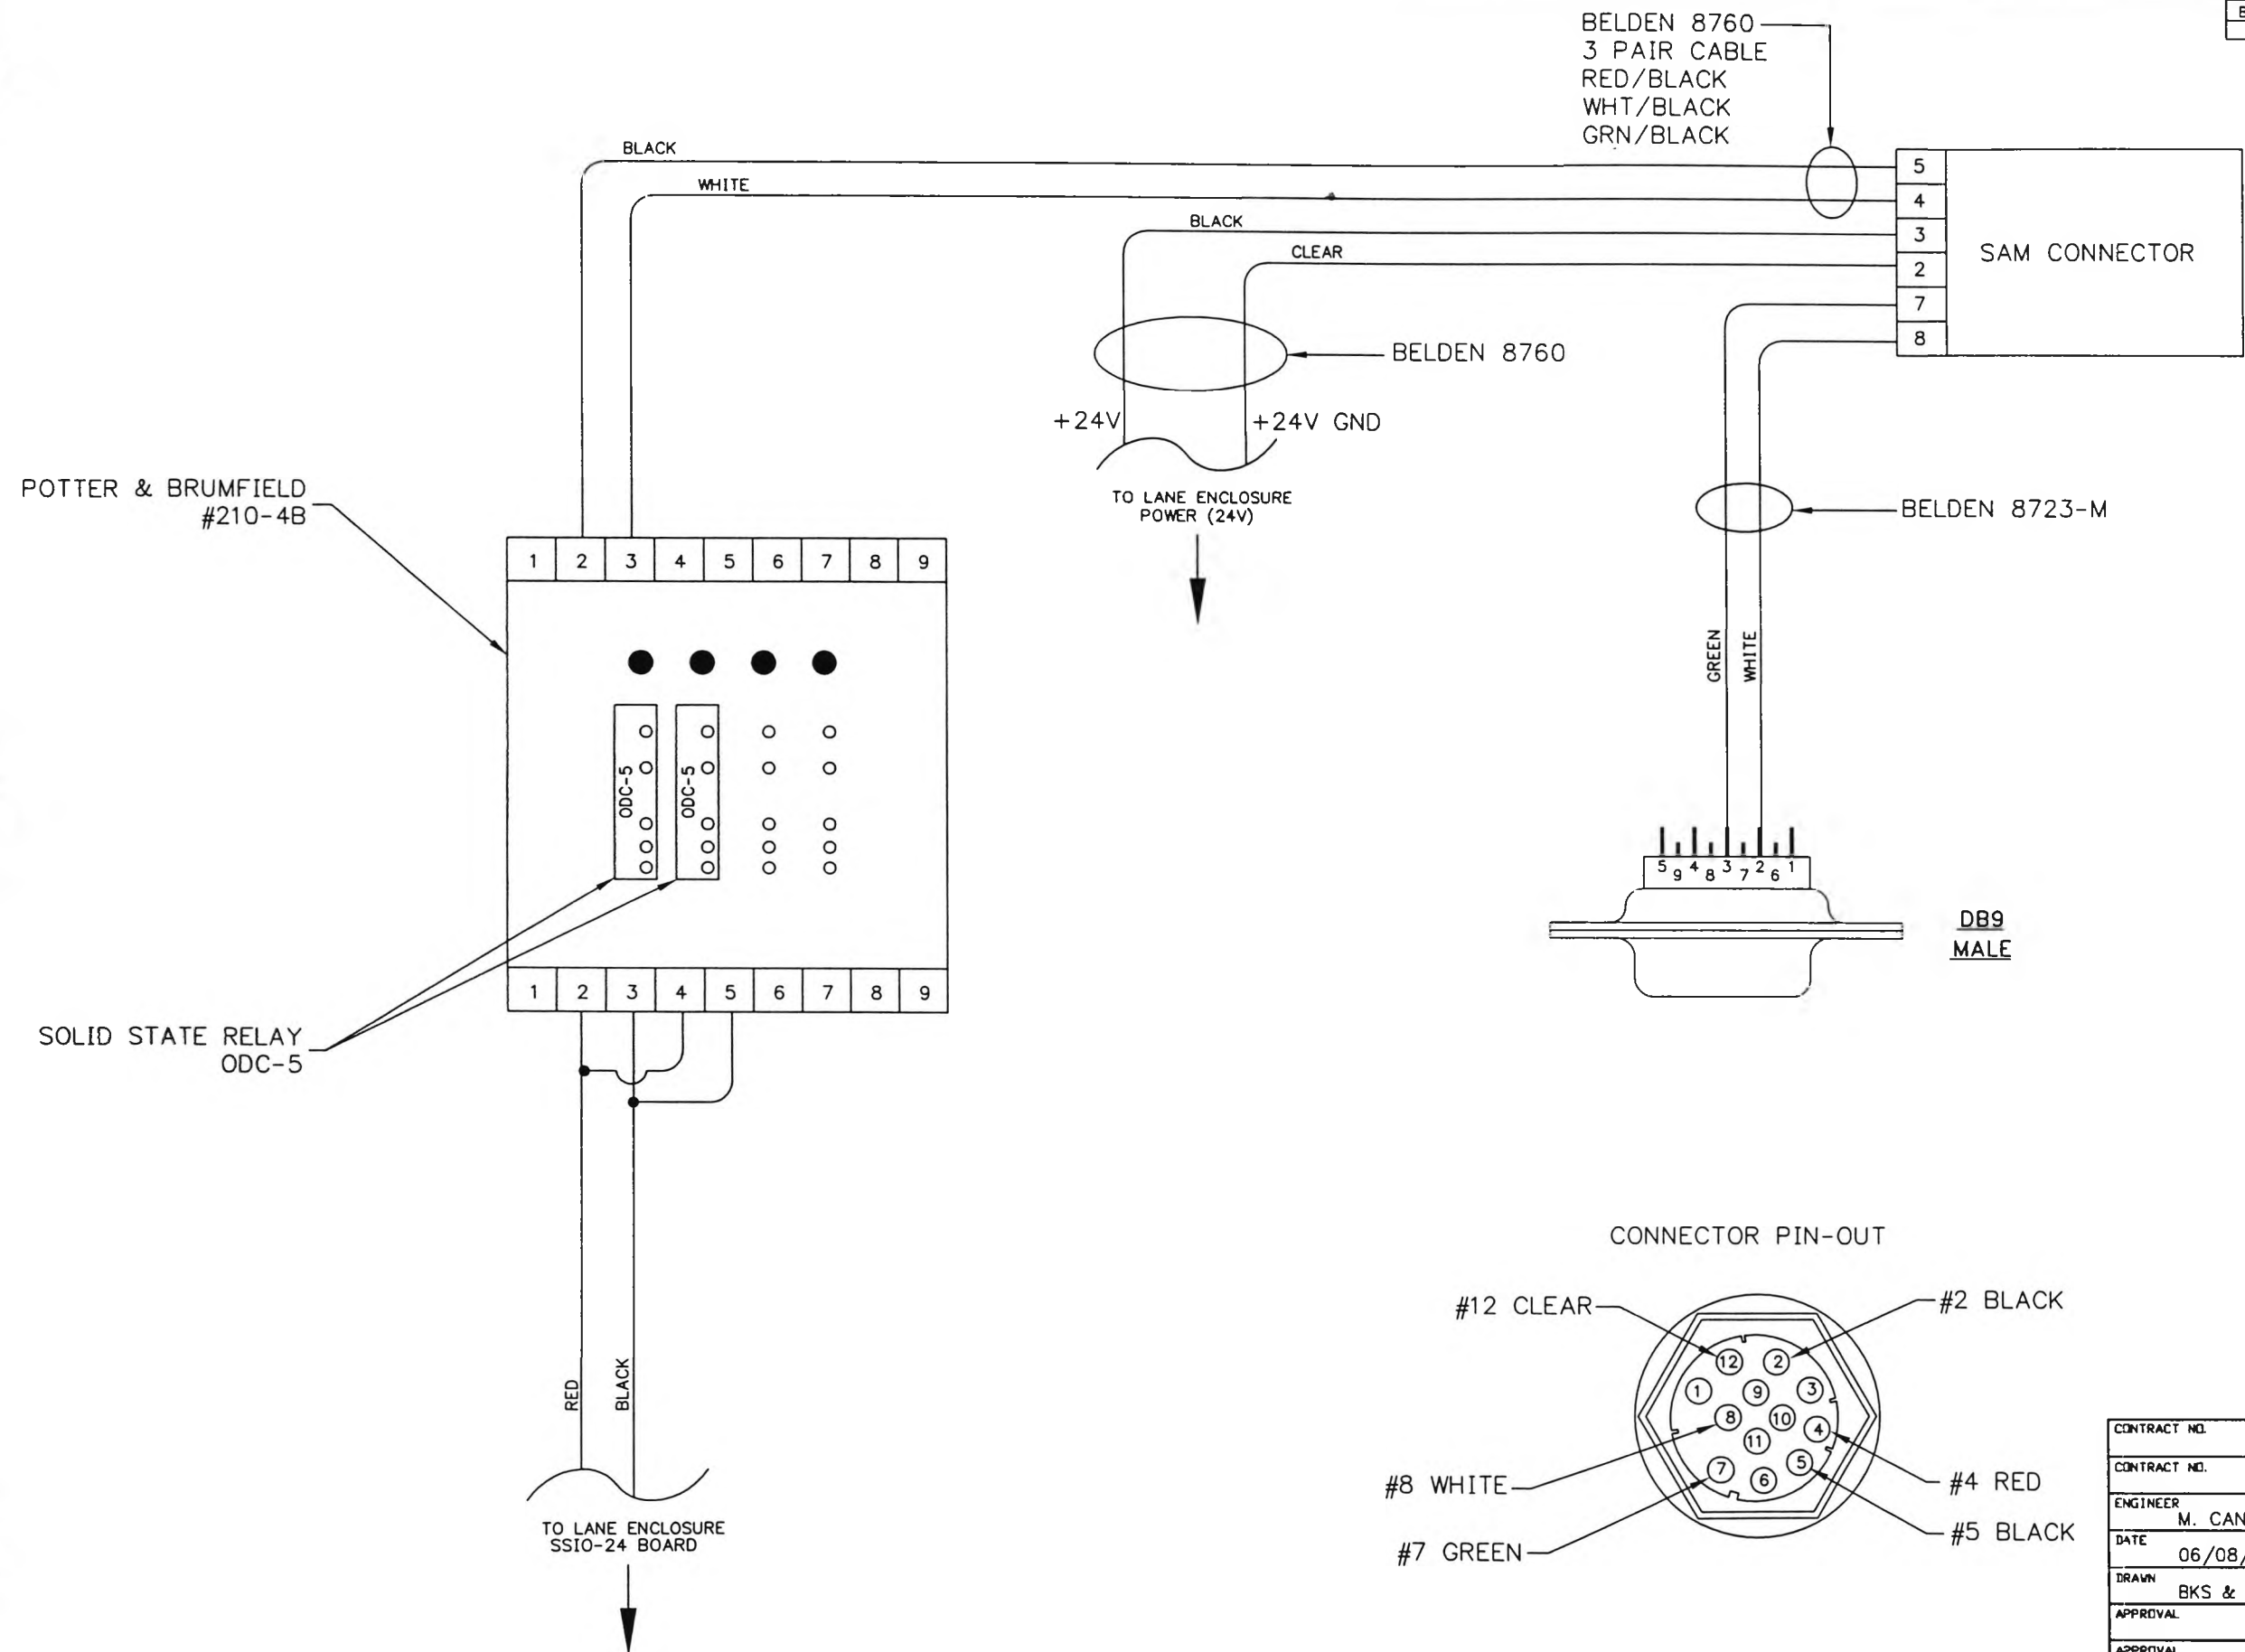 BELDEN 8760
3 PAIR CABLE
RED/BLACK
WHT/BLACK
GRN/BLACK
BLACK
WHITE
BLACK
CLEAR
5
4
3
2
7
8
SAM CONNECTOR
BELDEN 8760
+24V
+24V GND
TO LANE ENCLOSURE
POWER (24V)
BELDEN 8723-M
GREEN
WHITE
POTTER & BRUMFIELD
#210-4B
1 2 3 4 5 6 7 8 9
ODC-5
ODC-5
1 2 3 4 5 6 7 8 9
SOLID STATE RELAY
ODC-5
5 9 4 8 3 7 2 6 1
DB9
MALE
RED
BLACK
TO LANE ENCLOSURE
SSIO-24 BOARD
CONNECTOR PIN-OUT
#12 CLEAR
#2 BLACK
12 2
1 9 3
8 10 4
11
7 6 5
#8 WHITE
#4 RED
#7 GREEN
#5 BLACK
CONTRACT NO.
CONTRACT NO.
ENGINEER
M. CAN
DATE
06/08/
DRAWN
BKS &
APPROVAL
APPROVAL